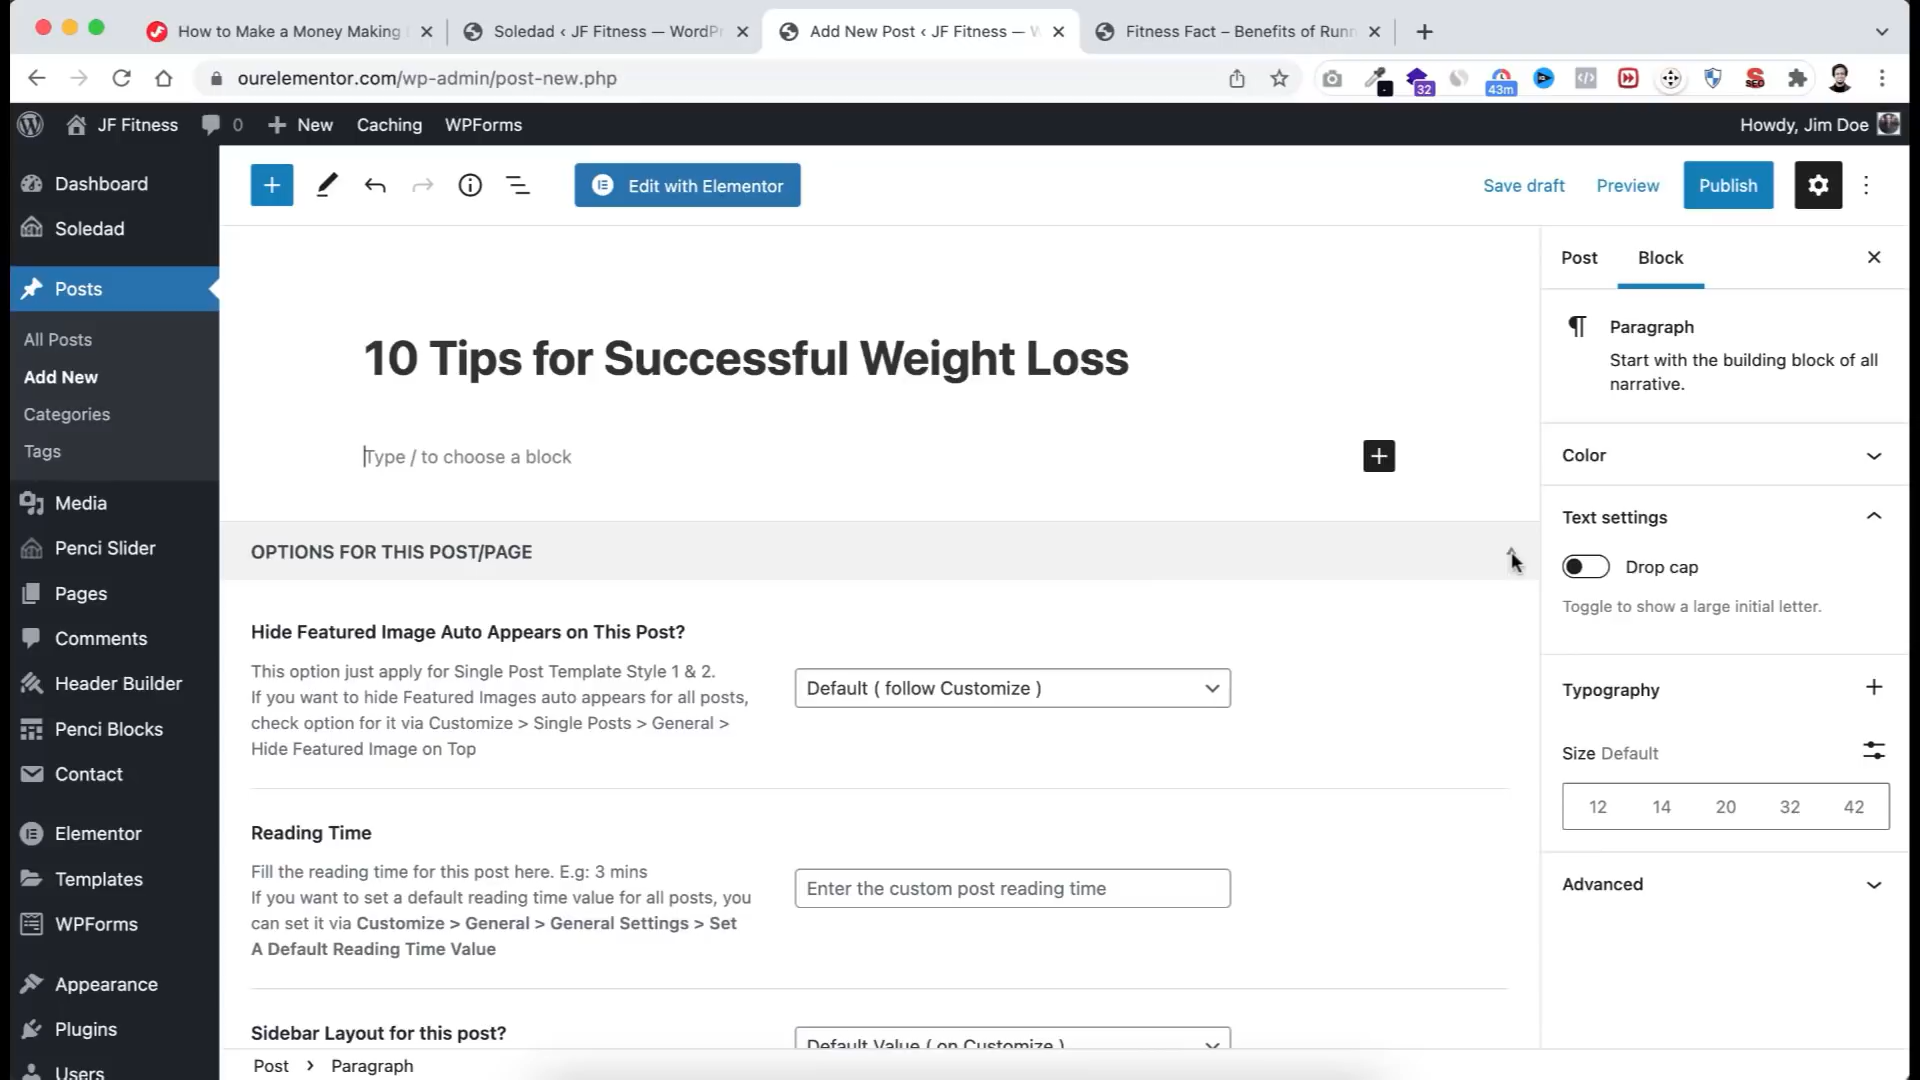 How to Make a Money Making
Soledad ‹ JF Fitness — WordPr
Add New Post ‹ JF Fitness — W
Fitness Fact – Benefits of Runn
ourelementor.com/wp-admin/post-new.php
32
43m
SEO
JF Fitness
0
New
Caching
WPForms
Howdy, Jim Doe
Dashboard
Soledad
Posts
All Posts
Add New
Categories
Tags
Media
Penci Slider
Pages
Comments
Header Builder
Penci Blocks
Contact
Elementor
Templates
WPForms
Appearance
Plugins
Users
Edit with Elementor
Save draft
Preview
Publish
10 Tips for Successful Weight Loss
Type / to choose a block
OPTIONS FOR THIS POST/PAGE
Hide Featured Image Auto Appears on This Post?
This option just apply for Single Post Template Style 1 & 2.
If you want to hide Featured Images auto appears for all posts,
check option for it via Customize > Single Posts > General >
Hide Featured Image on Top
Default ( follow Customize )
Reading Time
Fill the reading time for this post here. E.g: 3 mins
If you want to set a default reading time value for all posts, you
can set it via Customize > General > General Settings > Set
A Default Reading Time Value
Enter the custom post reading time
Sidebar Layout for this post?
Default Value ( on Customize )
Post › Paragraph
Post
Block
Paragraph
Start with the building block of all
narrative.
Color
Text settings
Drop cap
Toggle to show a large initial letter.
Typography
Size Default
12 14 20 32 42
Advanced